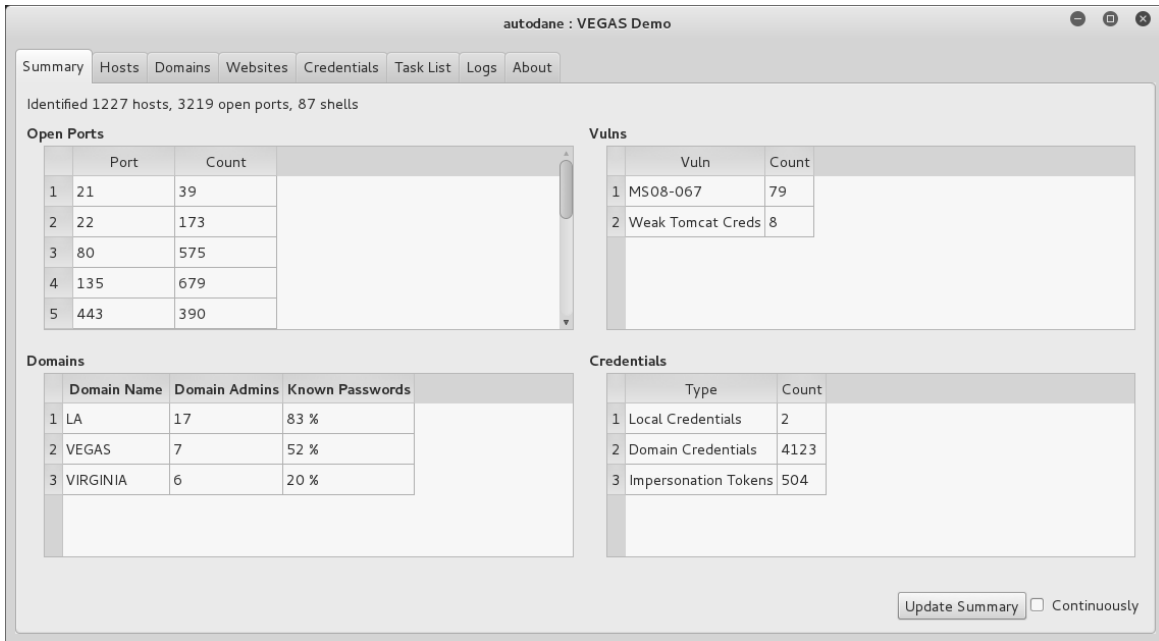 autodane : VEGAS Demo
Summary Hosts Domains Websites Credentials Task List Logs About
Identified 1227 hosts, 3219 open ports, 87 shells
Open Ports
Port Count
1 21 39
2 22 173
3 80 575
4 135 679
5 443 390
Vulns
Vuln Count
1 MS08-067 79
2 Weak Tomcat Creds 8
Domains
Domain Name Domain Admins Known Passwords
1 LA 17 83 %
2 VEGAS 7 52 %
3 VIRGINIA 6 20 %
Credentials
Type Count
1 Local Credentials 2
2 Domain Credentials 4123
3 Impersonation Tokens 504
Update Summary Continuously